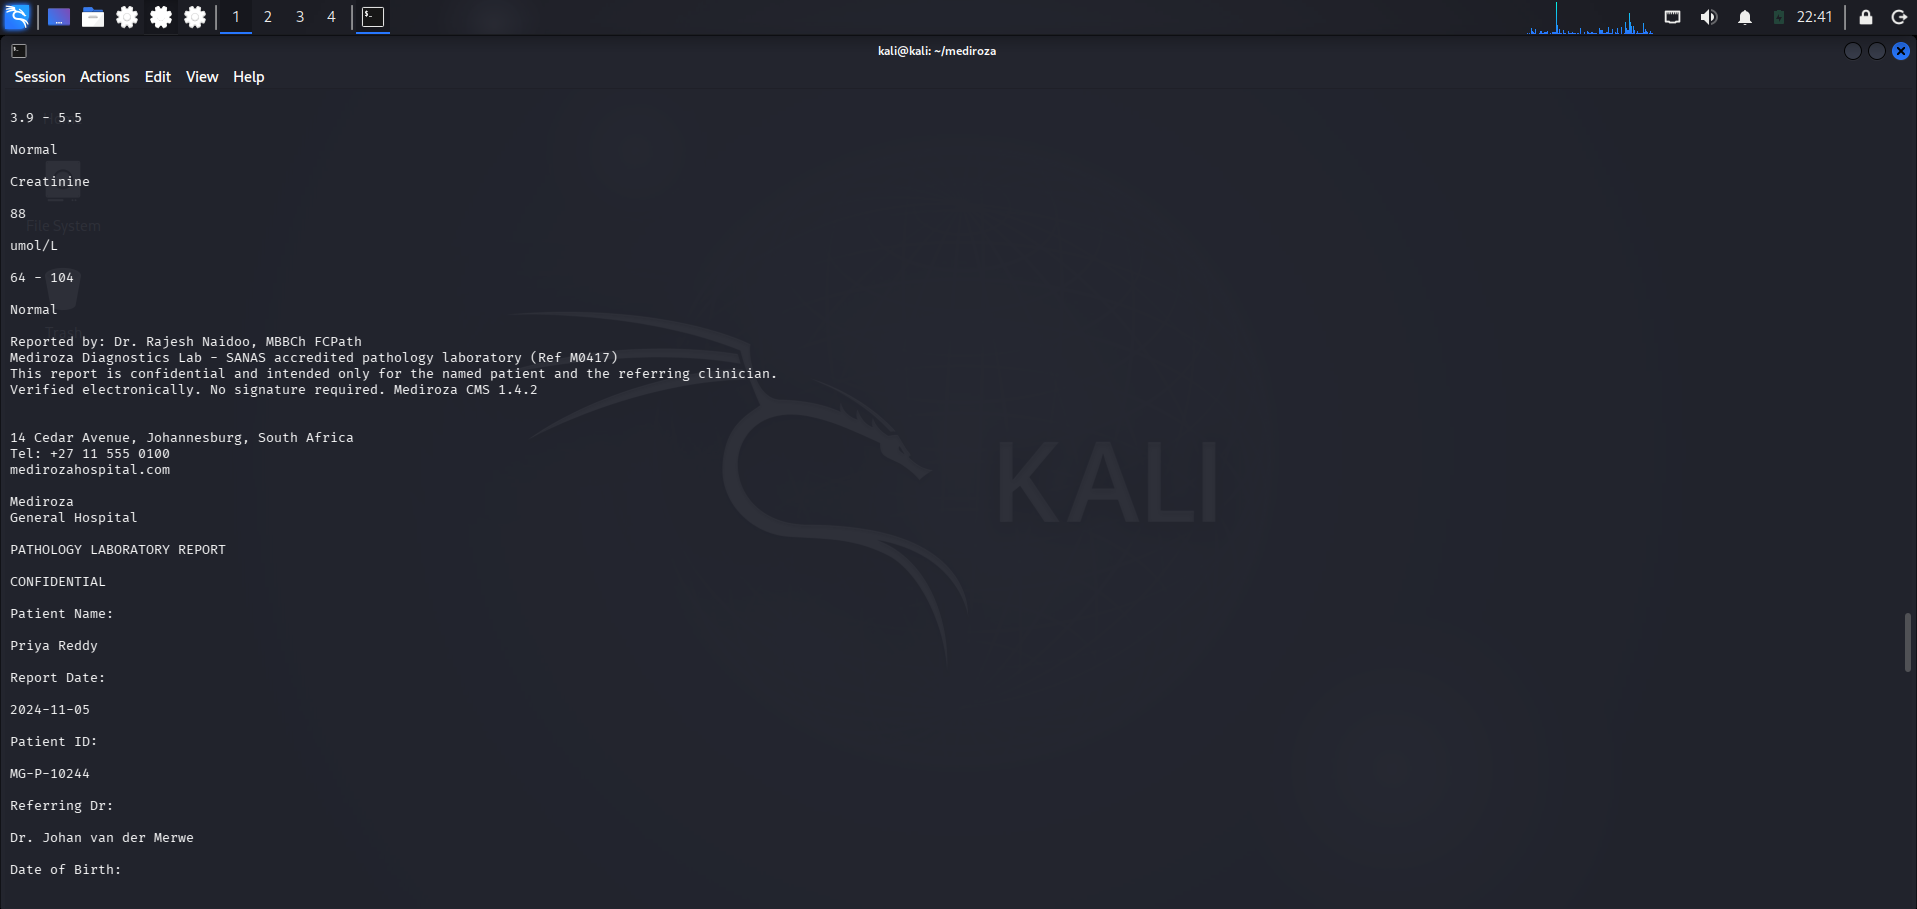 1 2 3 4 22:41
kali@kali: ~/mediroza
Session Actions Edit View Help
3.9 - 5.5
Normal
Creatinine
88
File System
umol/L
64 - 104
Normal
Trash
Reported by: Dr. Rajesh Naidoo, MBBCh FCPath
Mediroza Diagnostics Lab - SANAS accredited pathology laboratory (Ref M0417)
This report is confidential and intended only for the named patient and the referring clinician.
Verified electronically. No signature required. Mediroza CMS 1.4.2
14 Cedar Avenue, Johannesburg, South Africa
Tel: +27 11 555 0100
medirozahospital.com
KALI
Mediroza
General Hospital
PATHOLOGY LABORATORY REPORT
CONFIDENTIAL
Patient Name:
Priya Reddy
Report Date:
2024-11-05
Patient ID:
MG-P-10244
Referring Dr:
Dr. Johan van der Merwe
Date of Birth: